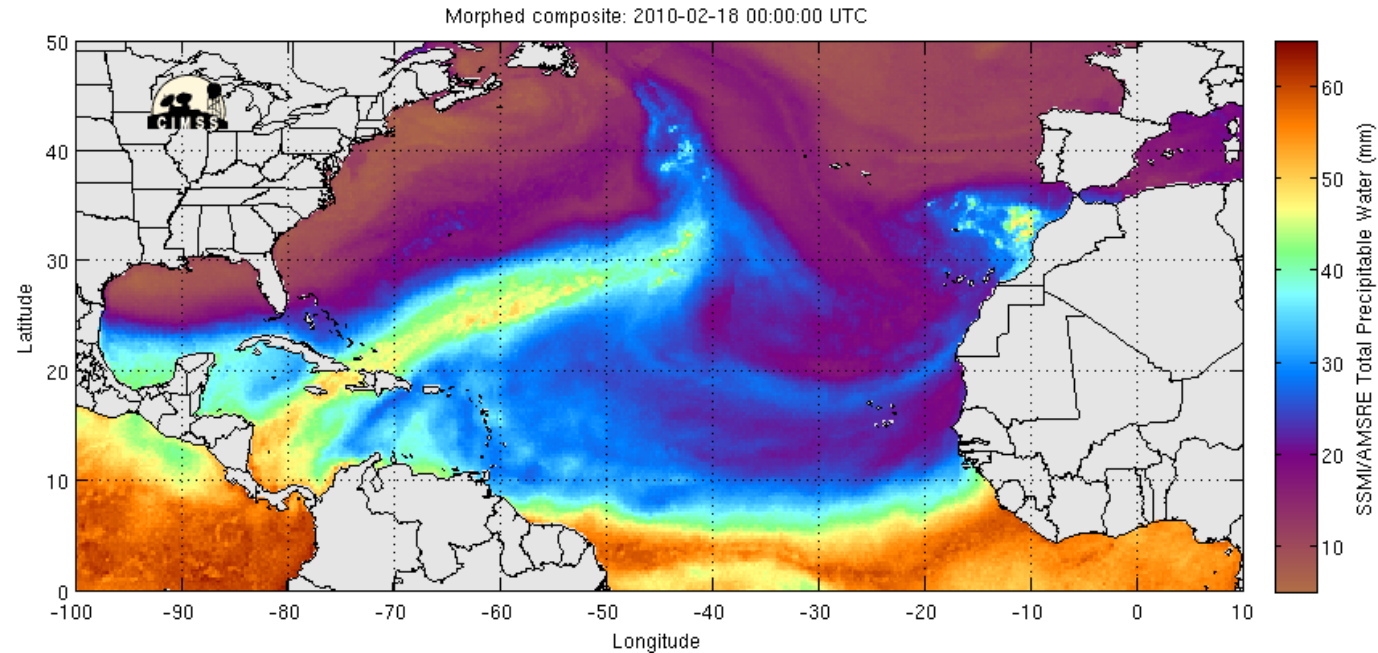 Morphed composite: 2010-02-18 00:00:00 UTC
50
40
30
20
10
0
Latitude
CIMSS
-100 -90 -80 -70 -60 -50 -40 -30 -20 -10 0 10
Longitude
60
50
40
30
20
10
SSMI/AMSRE Total Precipitable Water (mm)